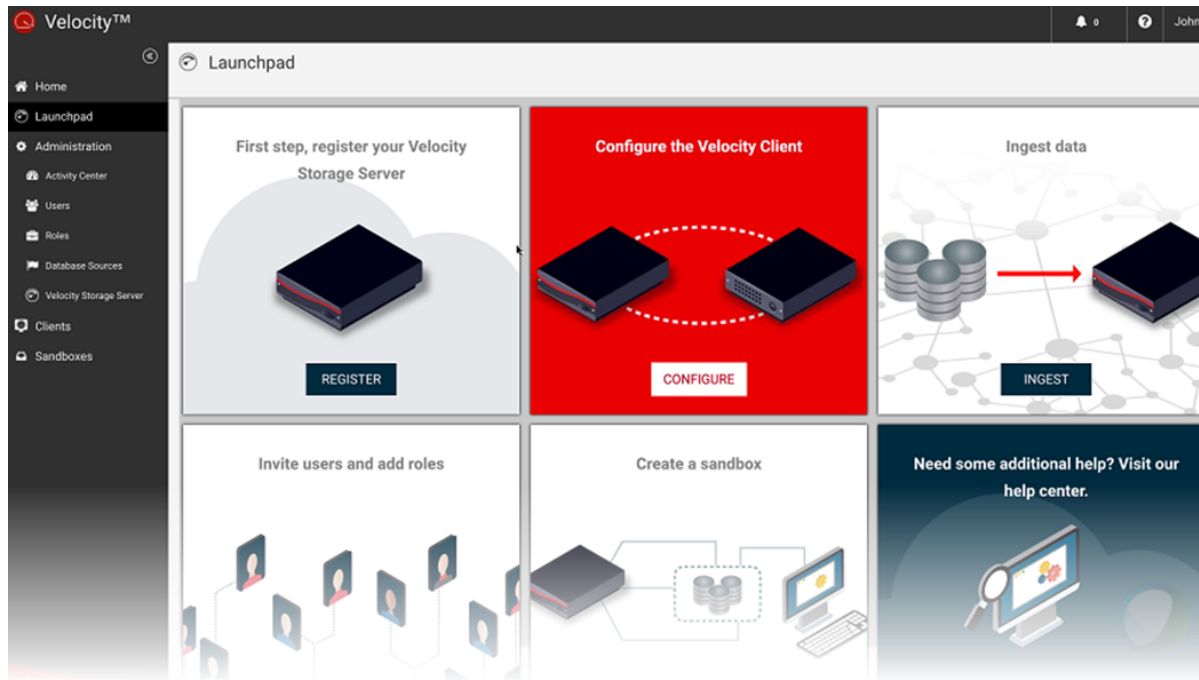 Velocity™
0
John
Launchpad
Home
Launchpad
Administration
Activity Center
Users
Roles
Database Sources
Velocity Storage Server
Clients
Sandboxes
First step, register your Velocity
Storage Server
REGISTER
Configure the Velocity Client
CONFIGURE
Ingest data
INGEST
Invite users and add roles
Create a sandbox
Need some additional help? Visit our
help center.